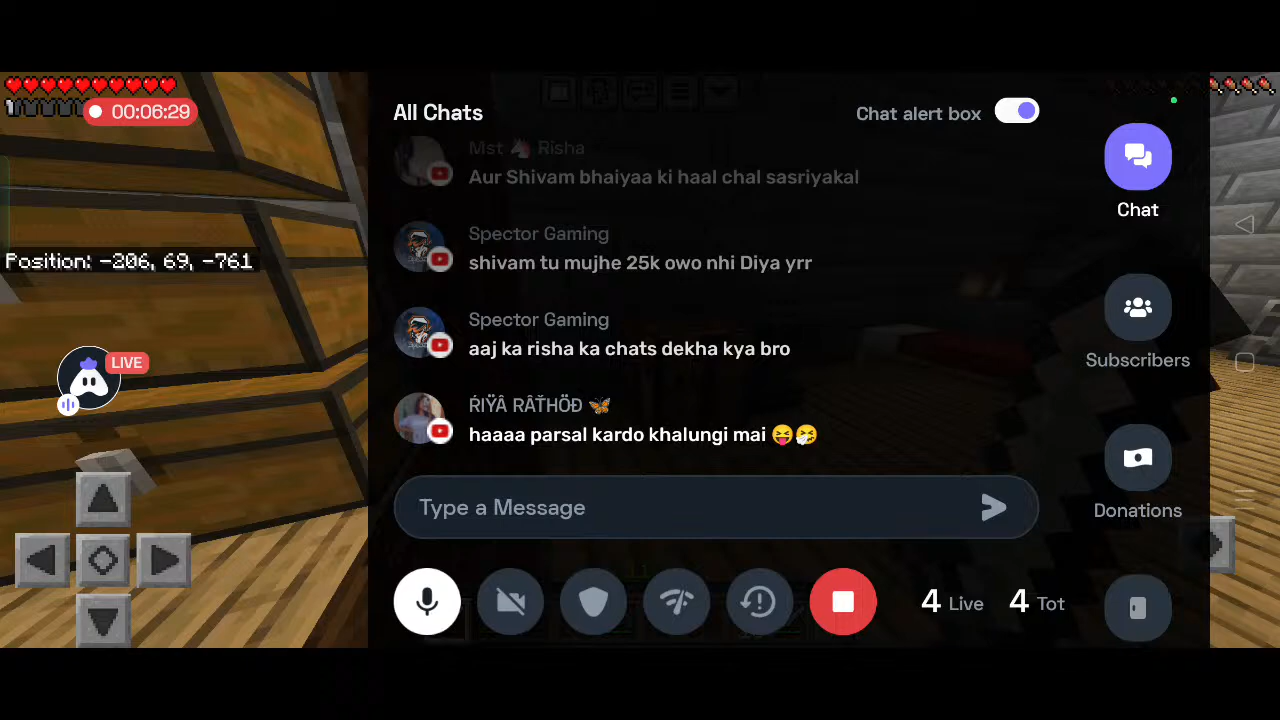 00:06:29
All Chats
Chat alert box
Mst 🦄 Risha
Aur Shivam bhaiyaa ki haal chal sasriyakal
Chat
Spector Gaming
shivam tu mujhe 25k owo nhi Diya yrr
Position: -206, 69, -761
Spector Gaming
aaj ka risha ka chats dekha kya bro
Subscribers
LIVE
ŔIŸÂ RÂŤHÖĐ 🦋
haaaa parsal kardo khalungi mai 😝🤧
Type a Message
Donations
4 Live 4 Tot